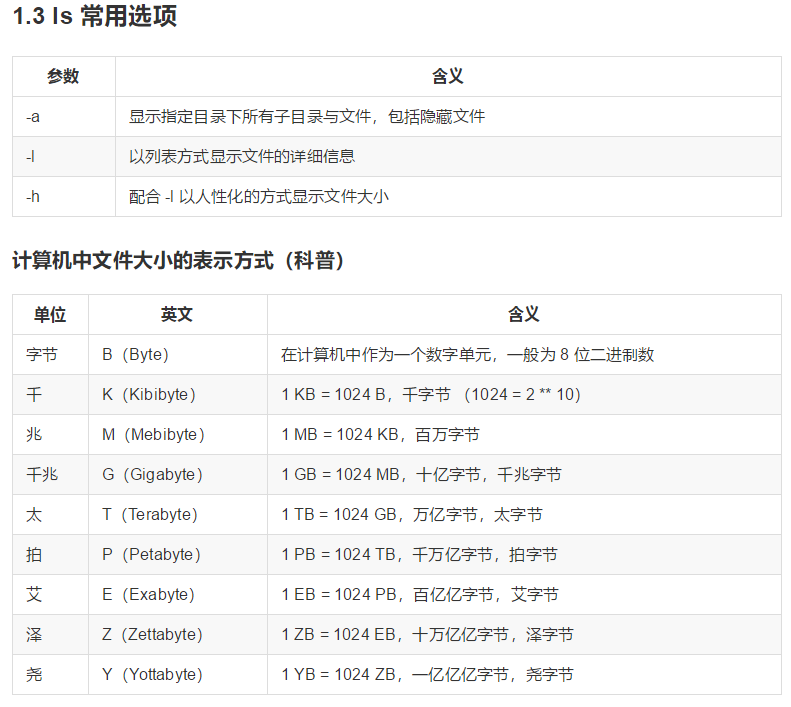 1.3 ls 常用选项
参数 含义
-a 显示指定目录下所有子目录与文件，包括隐藏文件
-l 以列表方式显示文件的详细信息
-h 配合 -l 以人性化的方式显示文件大小
计算机中文件大小的表示方式（科普）
单位 英文 含义
字节 B（Byte） 在计算机中作为一个数字单元，一般为 8 位二进制数
千 K（Kibibyte） 1 KB = 1024 B，千字节 （1024 = 2 ** 10）
兆 M（Mebibyte） 1 MB = 1024 KB，百万字节
千兆 G（Gigabyte） 1 GB = 1024 MB，十亿字节，千兆字节
太 T（Terabyte） 1 TB = 1024 GB，万亿字节，太字节
拍 P（Petabyte） 1 PB = 1024 TB，千万亿字节，拍字节
艾 E（Exabyte） 1 EB = 1024 PB，百亿亿字节，艾字节
泽 Z（Zettabyte） 1 ZB = 1024 EB，十万亿亿字节，泽字节
尧 Y（Yottabyte） 1 YB = 1024 ZB，一亿亿亿字节，尧字节